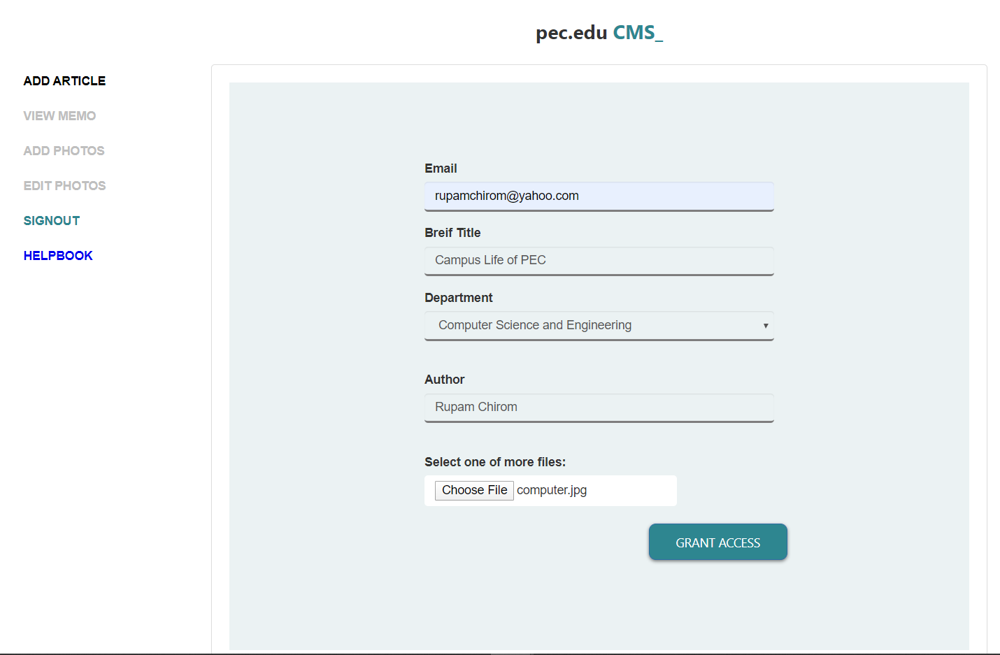 pec.edu CMS_
ADD ARTICLE
VIEW MEMO
ADD PHOTOS
EDIT PHOTOS
SIGNOUT
HELPBOOK
Email
rupamchirom@yahoo.com
Breif Title
Campus Life of PEC
Department
Computer Science and Engineering
Author
Rupam Chirom
Select one of more files:
Choose File computer.jpg
GRANT ACCESS